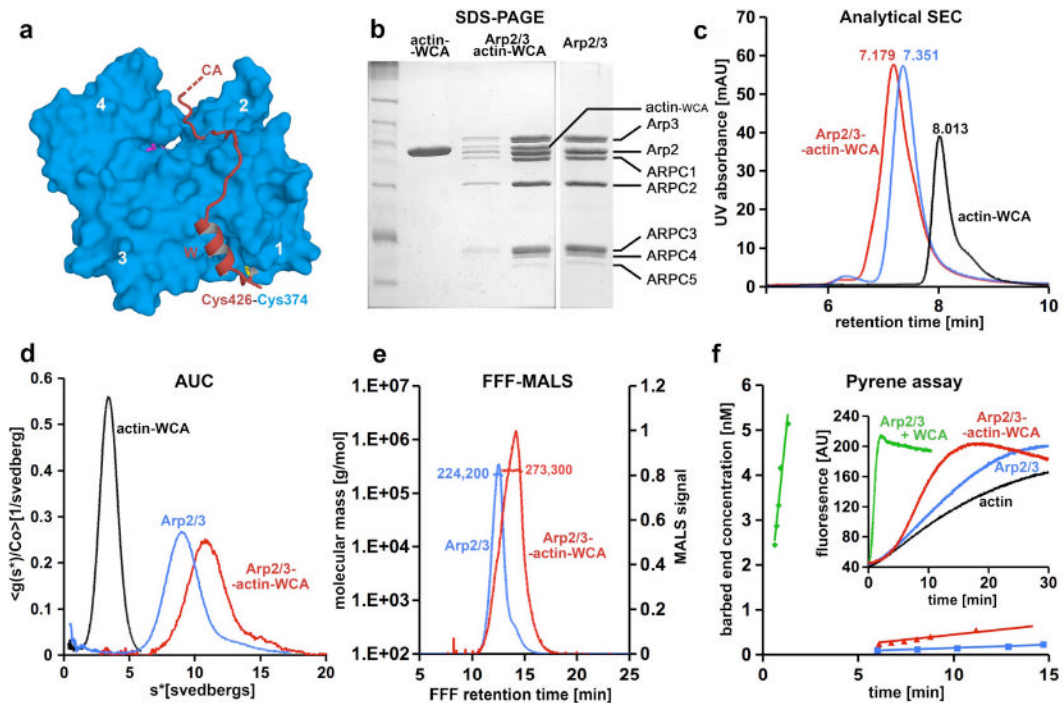 a
CA
4
2
3
W
1
Cys426-Cys374
b
SDS-PAGE
actin-
-WCA
Arp2/3
actin-WCA
Arp2/3
actin-WCA
Arp3
Arp2
ARPC1
ARPC2
ARPC3
ARPC4
ARPC5
c
Analytical SEC
UV absorbance [mAU]
70
60
50
40
30
20
10
0
7.179
7.351
8.013
Arp2/3-
-actin-WCA
actin-WCA
6
8
10
retention time [min]
d
AUC
<g(s*)/Co>[1/svedberg]
0.6
0.5
0.4
0.3
0.2
0.1
0
actin-WCA
Arp2/3
Arp2/3-
-actin-WCA
0
5
10
15
20
s*[svedbergs]
e
FFF-MALS
molecular mass [g/mol]
1.E+07
1.E+06
1.E+05
1.E+04
1.E+03
1.E+02
224,200
273,300
Arp2/3
Arp2/3-
-actin-WCA
1.2
1
0.8
0.6
0.4
0.2
0
MALS signal
5
10
15
20
25
FFF retention time [min]
f
Pyrene assay
barbed end concentration [nM]
6
5
4
3
2
1
0
fluoresence [AU]
240
200
160
120
80
40
Arp2/3
+ WCA
Arp2/3-
-actin-WCA
Arp2/3
actin
0
10
20
30
time [min]
0
5
10
15
time [min]